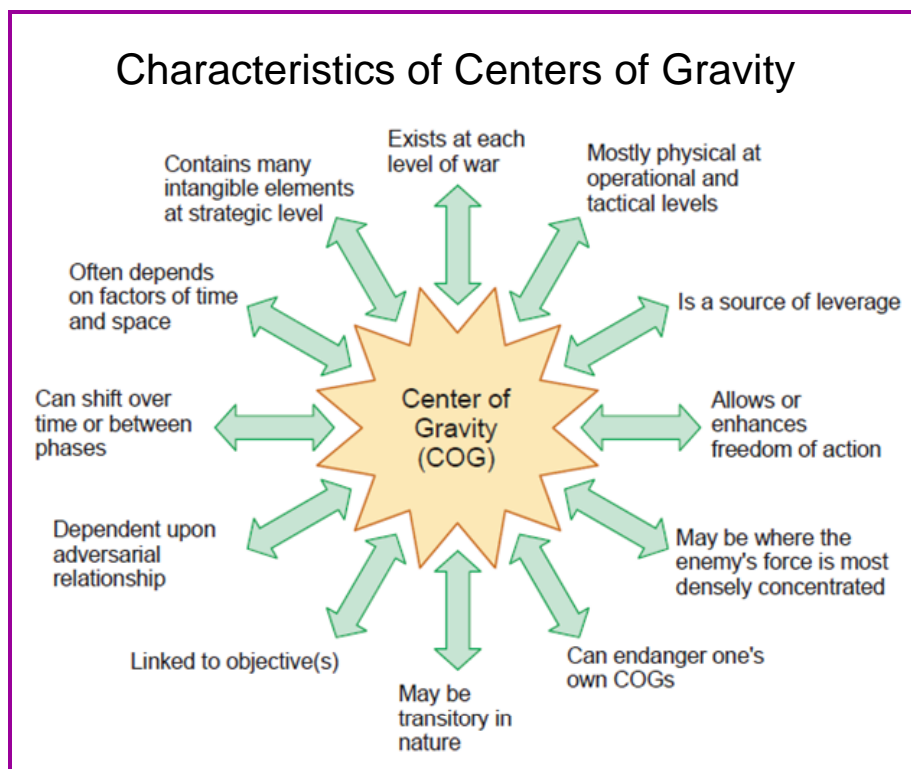 Characteristics of Centers of Gravity
Exists at each
level of war
Mostly physical at
operational and
tactical levels
Is a source of leverage
Allows or
enhances
freedom of action
May be where the
enemy's force is most
densely concentrated
Can endanger one's
own COGs
May be
transitory in
nature
Linked to objective(s)
Dependent upon
adversarial
relationship
Can shift over
time or between
phases
Often depends
on factors of time
and space
Contains many
intangible elements
at strategic level
Center of
Gravity
(COG)